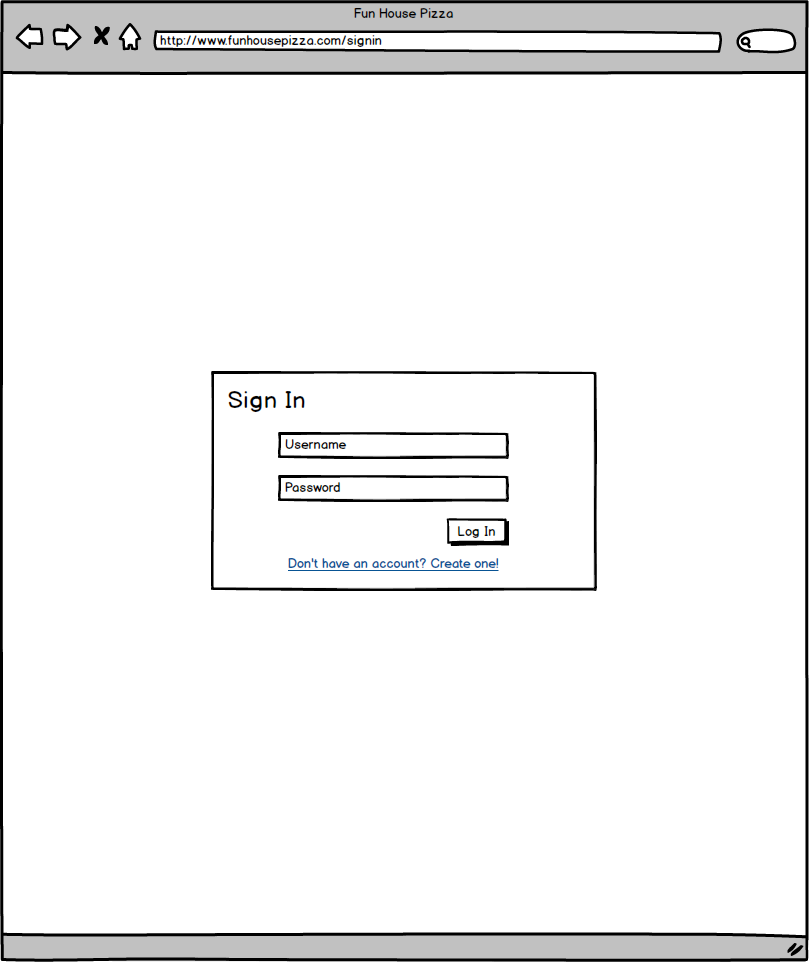 Fun House Pizza
http://www.funhousepizza.com/signin
Sign In
Username
Password
Log In
Don't have an account? Create one!